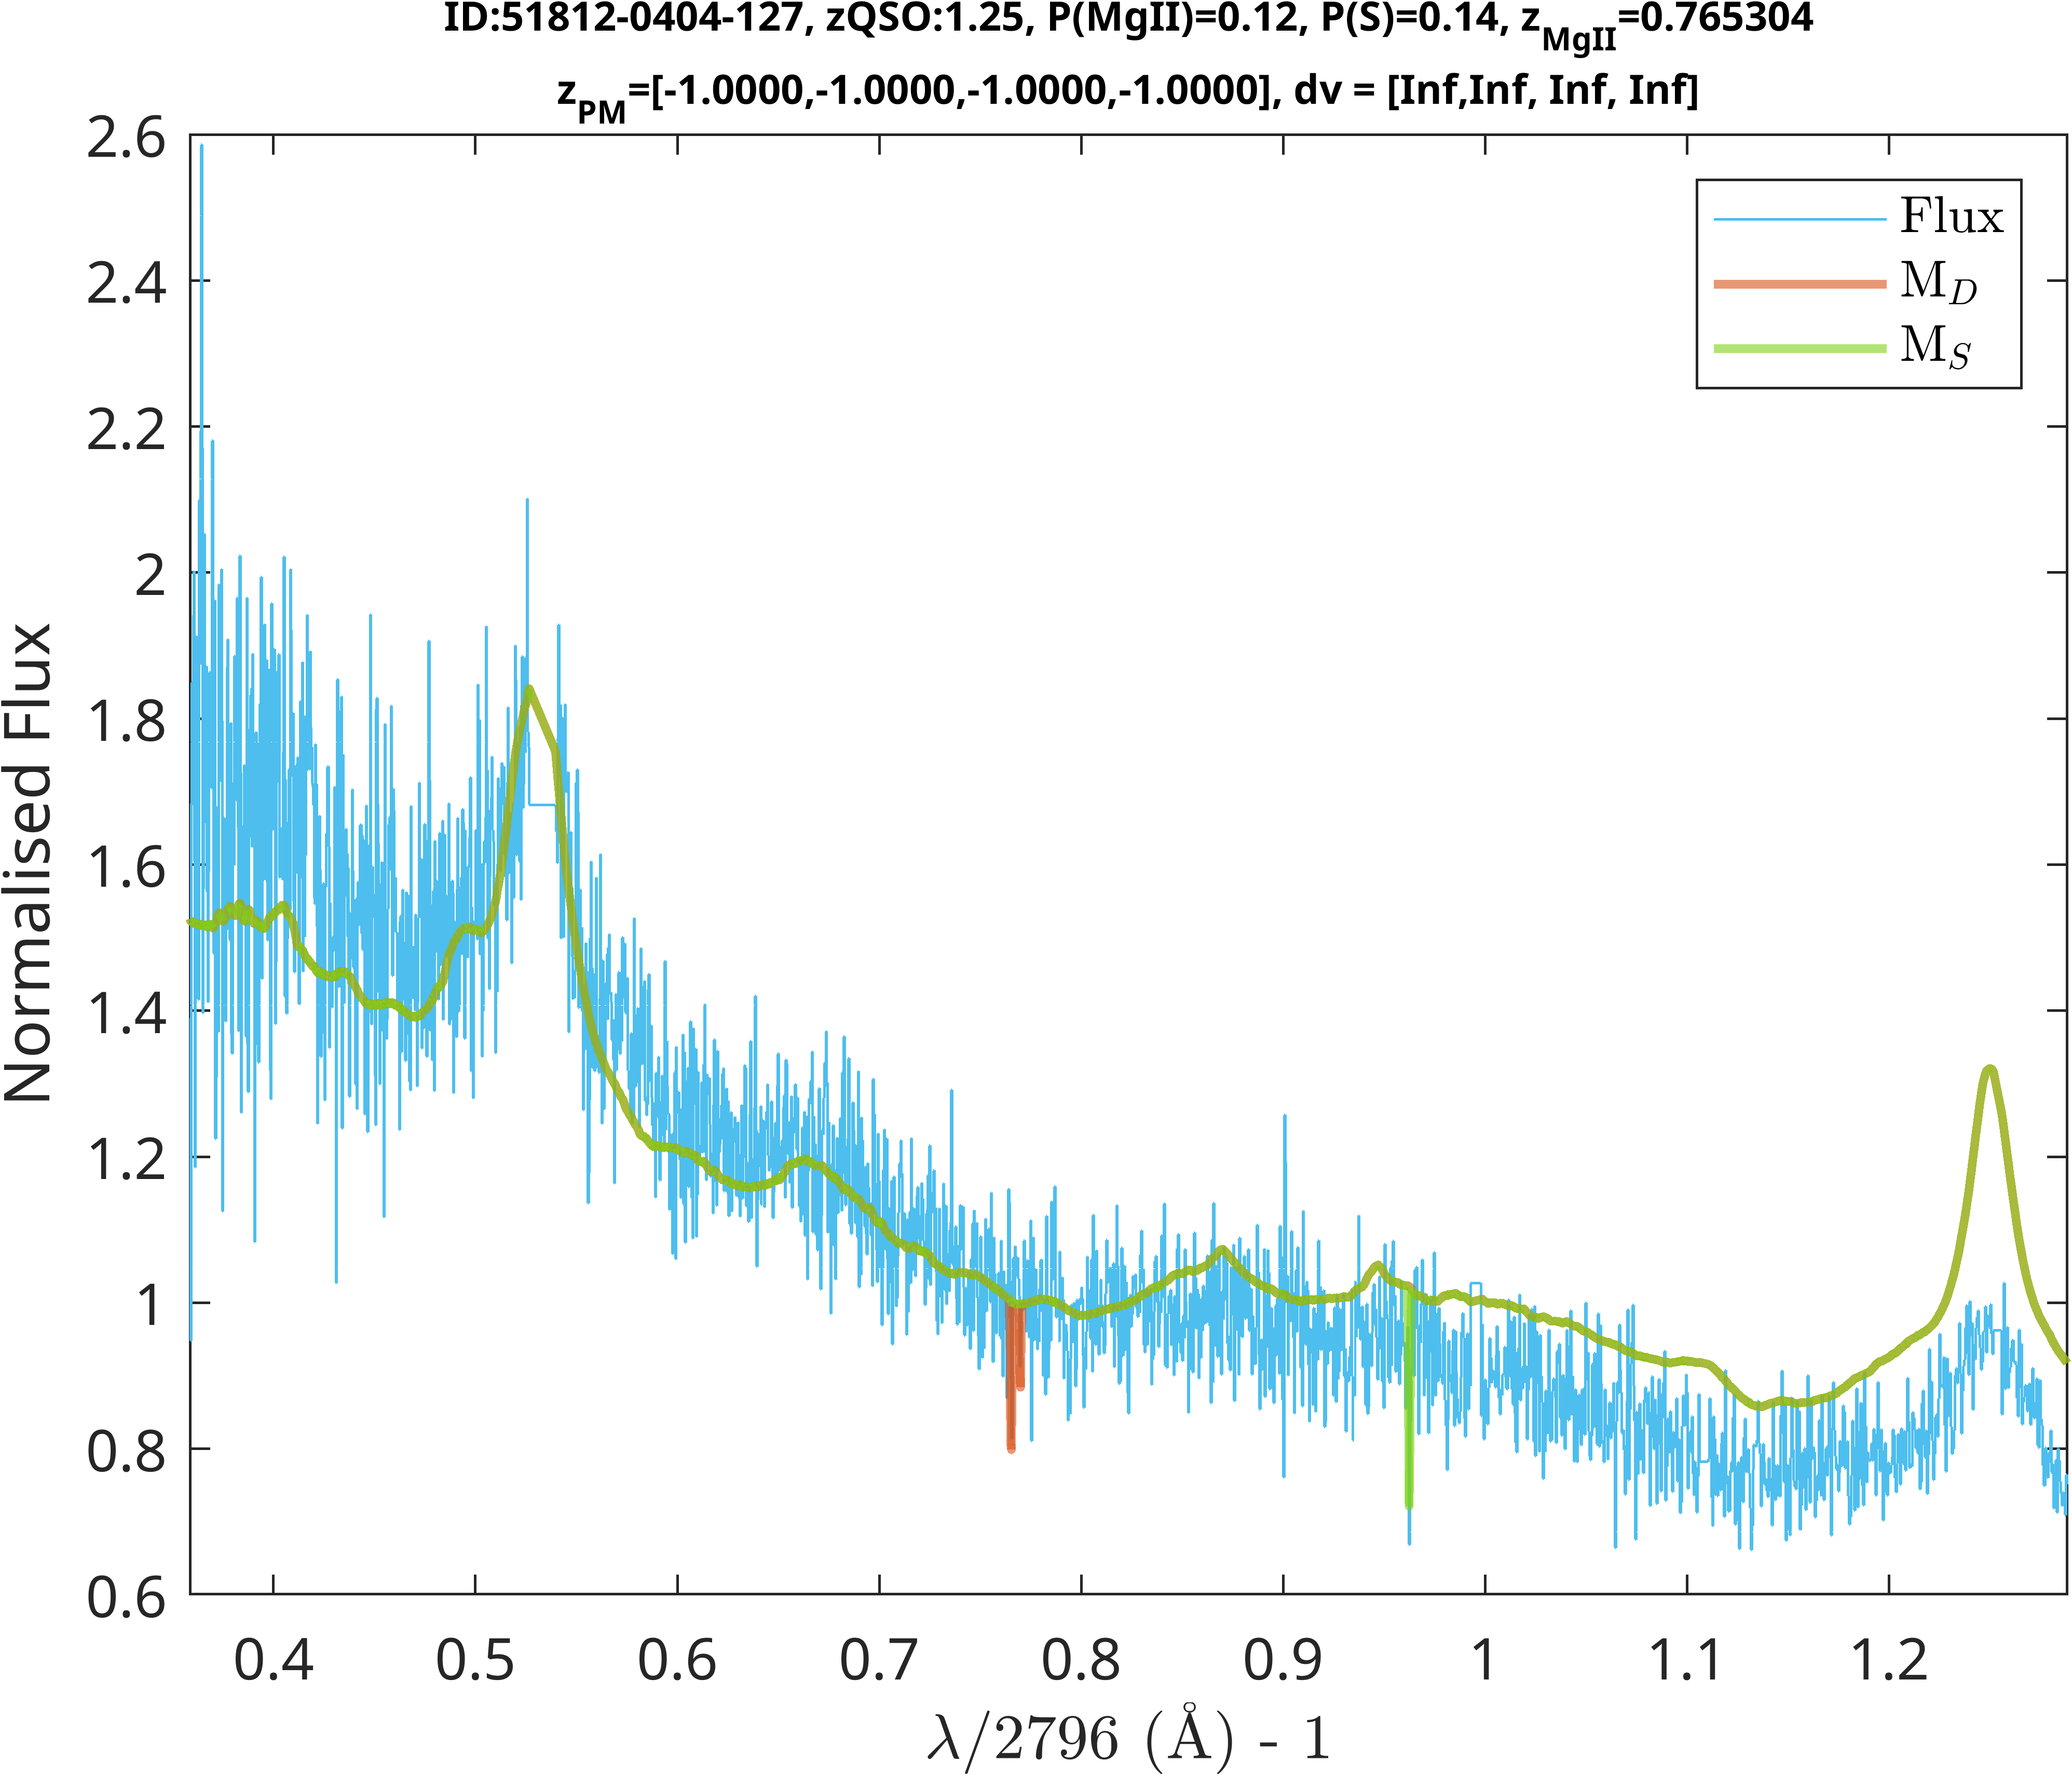 ID:51812-0404-127, zQSO:1.25, P(MgII)=0.12, P(S)=0.14, zMgII=0.765304
zPM=[-1.0000,-1.0000,-1.0000,-1.0000], dv = [Inf,Inf, Inf, Inf]
2.6
2.4
2.2
2
1.8
1.6
1.4
1.2
1
0.8
0.6
Normalised Flux
Flux
MD
MS
0.4 0.5 0.6 0.7 0.8 0.9 1 1.1 1.2
λ/2796 (Å) - 1